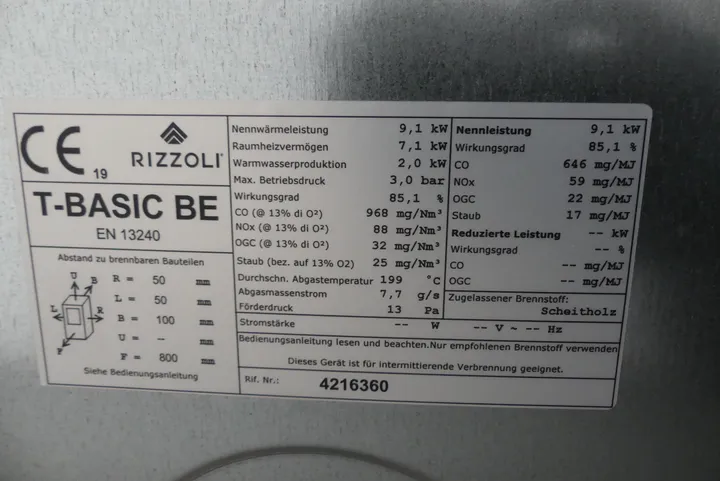 CE 19
RIZZOLI
T-BASIC BE
EN 13240
Abstand zu brennbaren Bauteilen
U
B
L
R
F
R = 50 mm
L = 50 mm
B = 100 mm
U = - mm
F = 800 mm
Siehe Bedienungsanleitung
Nennwärmeleistung 9,1 kW
Raumheizvermögen 7,1 kW
Warmwasserproduktion 2,0 kW
Max. Betriebsdruck 3,0 bar
Wirkungsgrad 85,1 %
CO (@ 13% di O²) 968 mg/Nm³
NOx (@ 13% di O²) 88 mg/Nm³
OGC (@ 13% di O²) 32 mg/Nm³
Staub (bez. auf 13% O2) 25 mg/Nm³
Durchschn. Abgastemperatur 199 °C
Abgasmassenstrom 7,7 g/s
Förderdruck 13 Pa
Nennleistung 9,1 kW
Wirkungsgrad 85,1 %
CO 646 mg/MJ
NOx 59 mg/MJ
OGC 22 mg/MJ
Staub 17 mg/MJ
Reduzierte Leistung -- kW
Wirkungsgrad -- %
CO -- mg/MJ
OGC -- mg/MJ
Zugelassener Brennstoff:
Scheitholz
Stromstärke -- W -- V ~ -- Hz
Bedienungsanleitung lesen und beachten.Nur empfohlenen Brennstoff verwenden
Dieses Gerät ist für intermittierende Verbrennung geeignet.
Rif. Nr.: 4216360